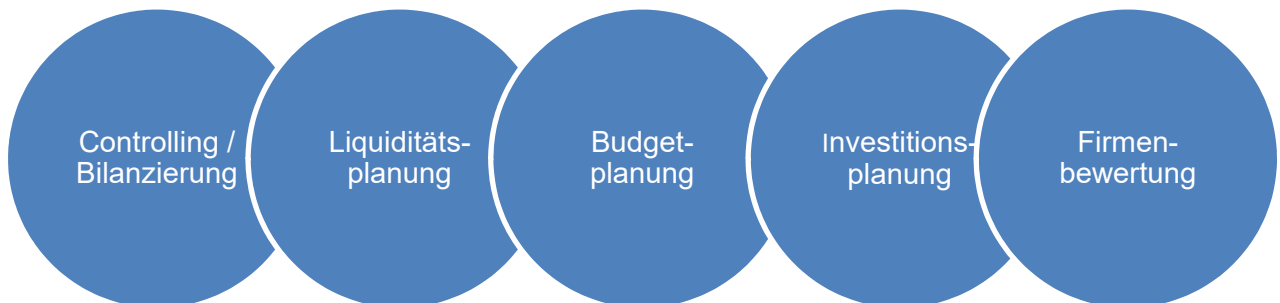 Controlling /
Bilanzierung
Liquiditäts-
planung
Budget-
planung
Investitions-
planung
Firmen-
bewertung